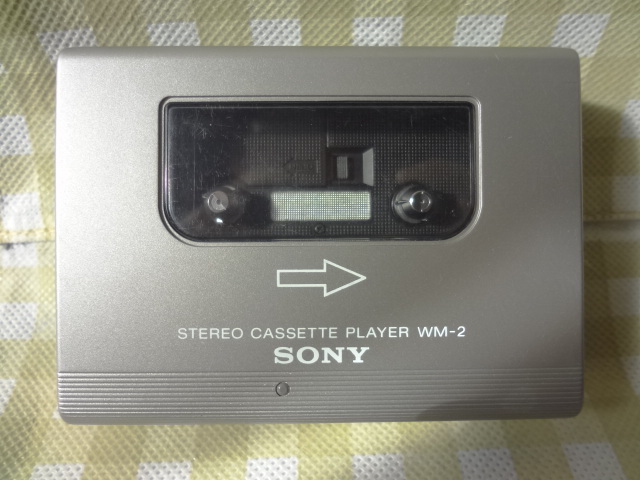 STEREO CASSETTE PLAYER WM-2
SONY